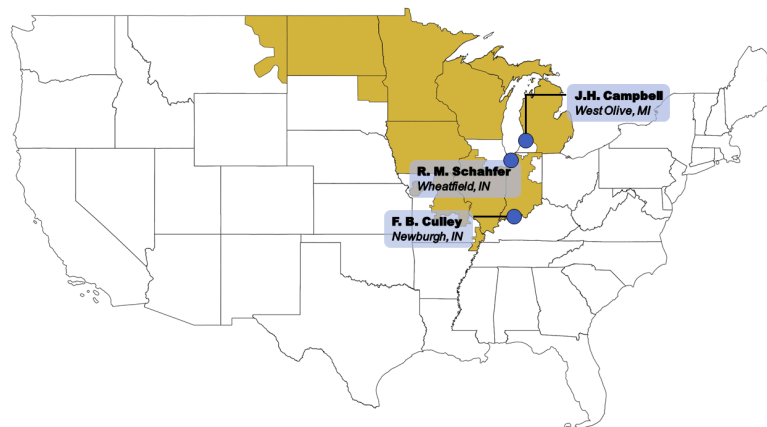 J.H. Campbell
West Olive, MI
R. M. Schahfer
Wheatfield, IN
F. B. Culley
Newburgh, IN